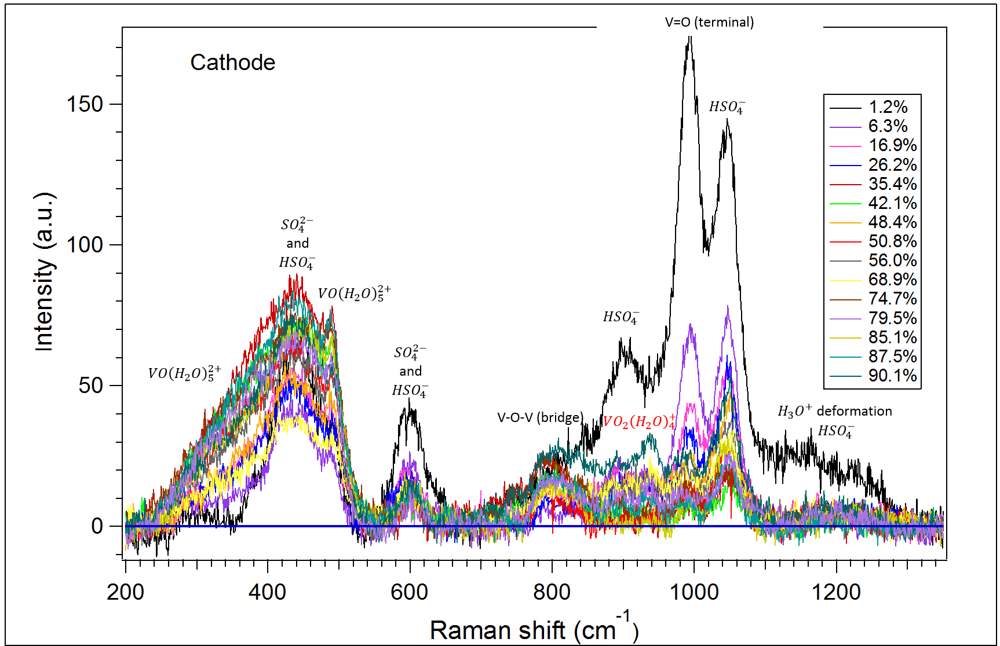 V=O (terminal)
Cathode
150
100
50
0
Intensity (a.u.)
HSO₄⁻
1.2%
6.3%
16.9%
26.2%
35.4%
42.1%
48.4%
50.8%
56.0%
68.9%
74.7%
79.5%
85.1%
87.5%
90.1%
SO₄²⁻
and
HSO₄⁻
VO(H₂O)₅²⁺
HSO₄⁻
SO₄²⁻
and
HSO₄⁻
VO(H₂O)₅²⁺
V-O-V (bridge)
VO₂(H₂O)₄⁺
H₃O⁺ deformation
HSO₄⁻
200
400
600
800
1000
1200
Raman shift (cm⁻¹)